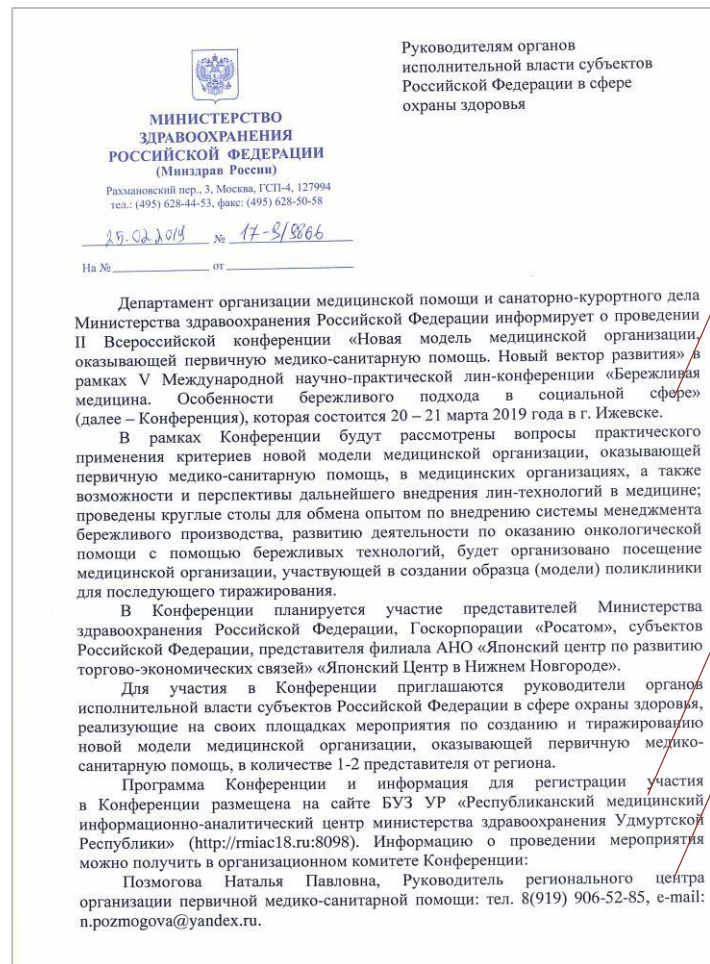 Руководителям органов
исполнительной власти субъектов
Российской Федерации в сфере
охраны здоровья
МИНИСТЕРСТВО
ЗДРАВООХРАНЕНИЯ
РОССИЙСКОЙ ФЕДЕРАЦИИ
(Минздрав России)
Рахмановский пер., 3, Москва, ГСП-4, 127994
тел.: (495) 628-44-53, факс: (495) 628-50-58
25.02.2019 № 17-9/9866
На № от
Департамент организации медицинской помощи и санаторно-курортного дела
Министерства здравоохранения Российской Федерации информирует о проведении
II Всероссийской конференции «Новая модель медицинской организации,
оказывающей первичную медико-санитарную помощь. Новый вектор развития» в
рамках V Международной научно-практической лин-конференции «Бережливая
медицина. Особенности бережливого подхода в социальной сфере»
(далее – Конференция), которая состоится 20 – 21 марта 2019 года в г. Ижевске.
В рамках Конференции будут рассмотрены вопросы практического
применения критериев новой модели медицинской организации, оказывающей
первичную медико-санитарную помощь, в медицинских организациях, а также
возможности и перспективы дальнейшего внедрения лин-технологий в медицине;
проведены круглые столы для обмена опытом по внедрению системы менеджмента
бережливого производства, развитию деятельности по оказанию онкологической
помощи с помощью бережливых технологий, будет организовано посещение
медицинской организации, участвующей в создании образца (модели) поликлиники
для последующего тиражирования.
В Конференции планируется участие представителей Министерства
здравоохранения Российской Федерации, Госкорпорации «Росатом», субъектов
Российской Федерации, представителя филиала АНО «Японский центр по развитию
торгово-экономических связей» «Японский Центр в Нижнем Новгороде».
Для участия в Конференции приглашаются руководители органов
исполнительной власти субъектов Российской Федерации в сфере охраны здоровья,
реализующие на своих площадках мероприятия по созданию и тиражированию
новой модели медицинской организации, оказывающей первичную медико-
санитарную помощь, в количестве 1-2 представителя от региона.
Программа Конференции и информация для регистрации участия
в Конференции размещена на сайте БУЗ УР «Республиканский медицинский
информационно-аналитический центр министерства здравоохранения Удмуртской
Республики» (http://rmiac18.ru:8098). Информацию о проведении мероприятия
можно получить в организационном комитете Конференции:
Позмогова Наталья Павловна, Руководитель регионального центра
организации первичной медико-санитарной помощи: тел. 8(919) 906-52-85, e-mail:
n.pozmogova@yandex.ru.